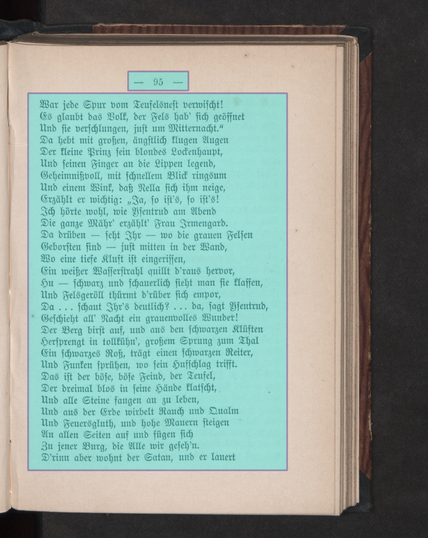 — 95 —
War jede Spur vom Teufelsnest verwischt!
Es glaubt das Volk, der Fels hab' sich geöffnet
Und sie verschlungen, just um Mitternacht.“
Da hebt mit großen, ängstlich klugen Augen
Der kleine Prinz sein blondes Lockenhaupt,
Und seinen Finger an die Lippen legend,
Geheimnißvoll, mit schnellem Blick ringsum
Und einem Wink, daß Nella sich ihm neige,
Erzählt er wichtig: „Ja, so ist's, so ist's!
Ich hörte wohl, wie Isentrud am Abend
Die ganze Mähr' erzählt' Frau Irmengard.
Da drüben — seht Ihr — wo die grauen Felsen
Geborsten sind — just mitten in der Wand,
Wo eine tiefe Kluft ist eingerissen,
Ein weißer Wasserstrahl quillt d'raus hervor,
Hu — schwarz und schauerlich sieht man sie klaffen,
Und Felsgeröll thürmt d'rüber sich empor,
Da ... schaut Ihr's deutlich? ... da, sagt Isentrud,
Geschieht all' Nacht ein grauenvolles Wunder!
Der Berg birst auf, und aus den schwarzen Klüften
Hersprengt in tollkühn', großem Sprung zum Thal
Ein schwarzes Roß, trägt einen schwarzen Reiter,
Und Funken sprühen, wo sein Hufschlag trifft.
Das ist der böse, böse Feind, der Teufel,
Der dreimal blos in seine Hände klatscht,
Und alle Steine fangen an zu leben,
Und aus der Erde wirbelt Rauch und Qualm
Und Feuersgluth, und hohe Mauern steigen
An allen Seiten auf und fügen sich
Zu jener Burg, die Alle wir geseh'n.
D'rinn aber wohnt der Satan, und er lauert